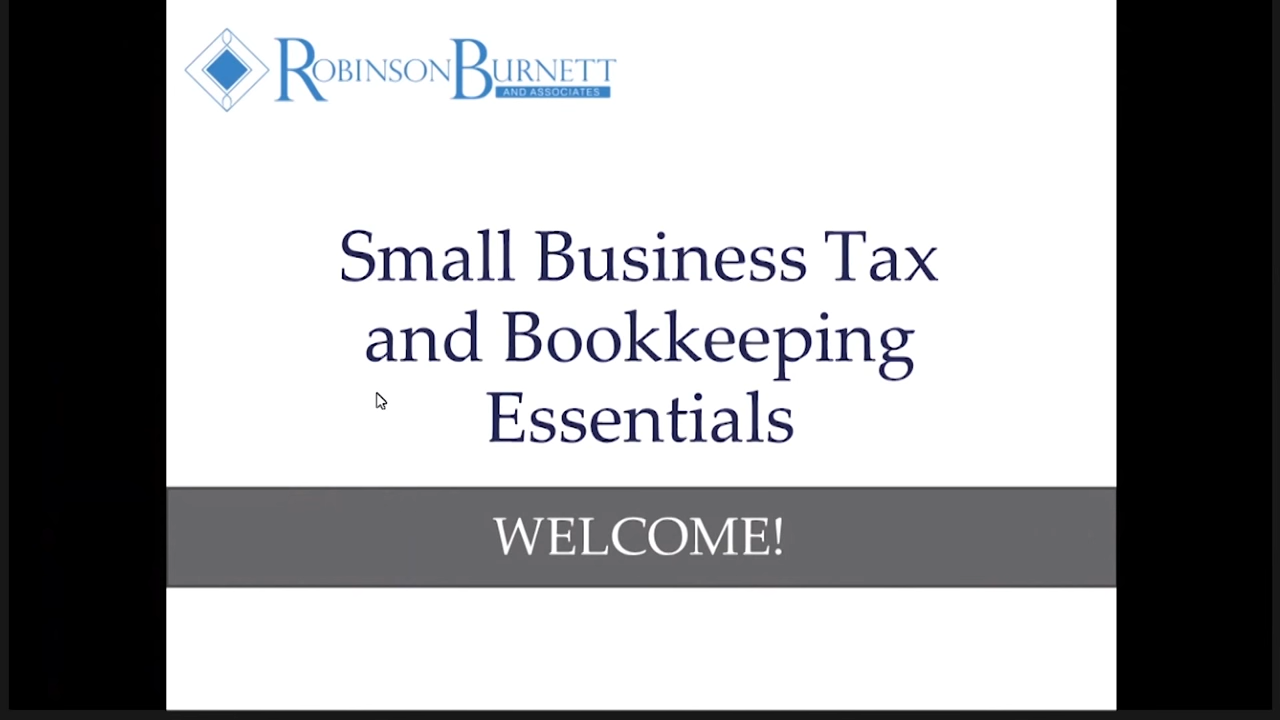 ROBINSONBURNETT
AND ASSOCIATES
Small Business Tax
and Bookkeeping
Essentials
WELCOME!